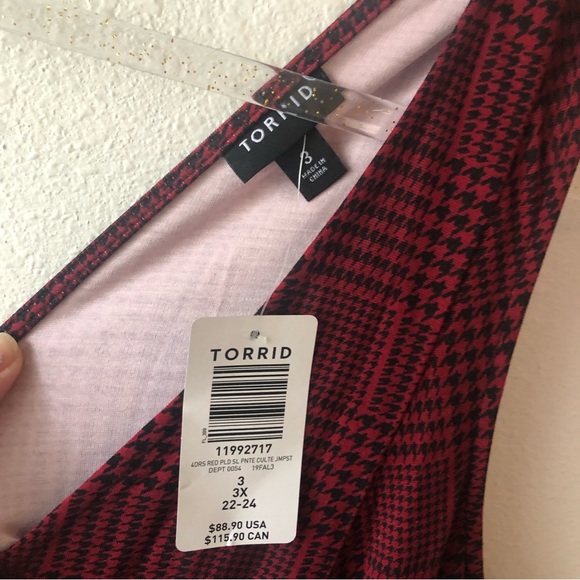 TORRID
3
MADE IN
CHINA
TORRID
11992717
4DRS RED PLD SL PNTE CULTE JMPST
DEPT 0054 19FAL3
3
3X
22-24
$88.90 USA
$115.90 CAN